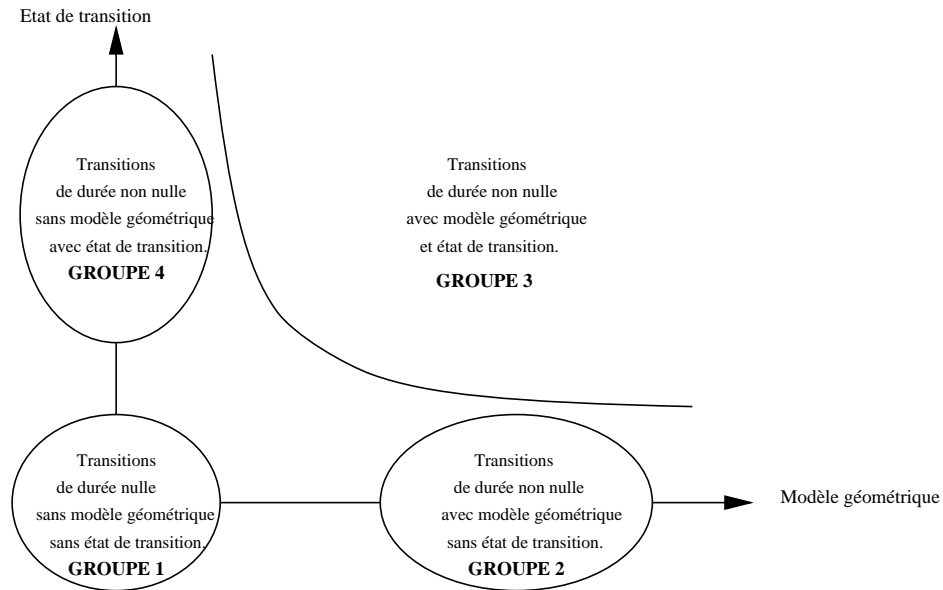 Etat de transition
Transitions
de durée non nulle
sans modèle géométrique
avec état de transition.
GROUPE 4
Transitions
de durée non nulle
avec modèle géométrique
et état de transition.
GROUPE 3
Transitions
de durée nulle
sans modèle géométrique
sans état de transition.
GROUPE 1
Transitions
de durée non nulle
avec modèle géométrique
sans état de transition.
GROUPE 2
Modèle géométrique